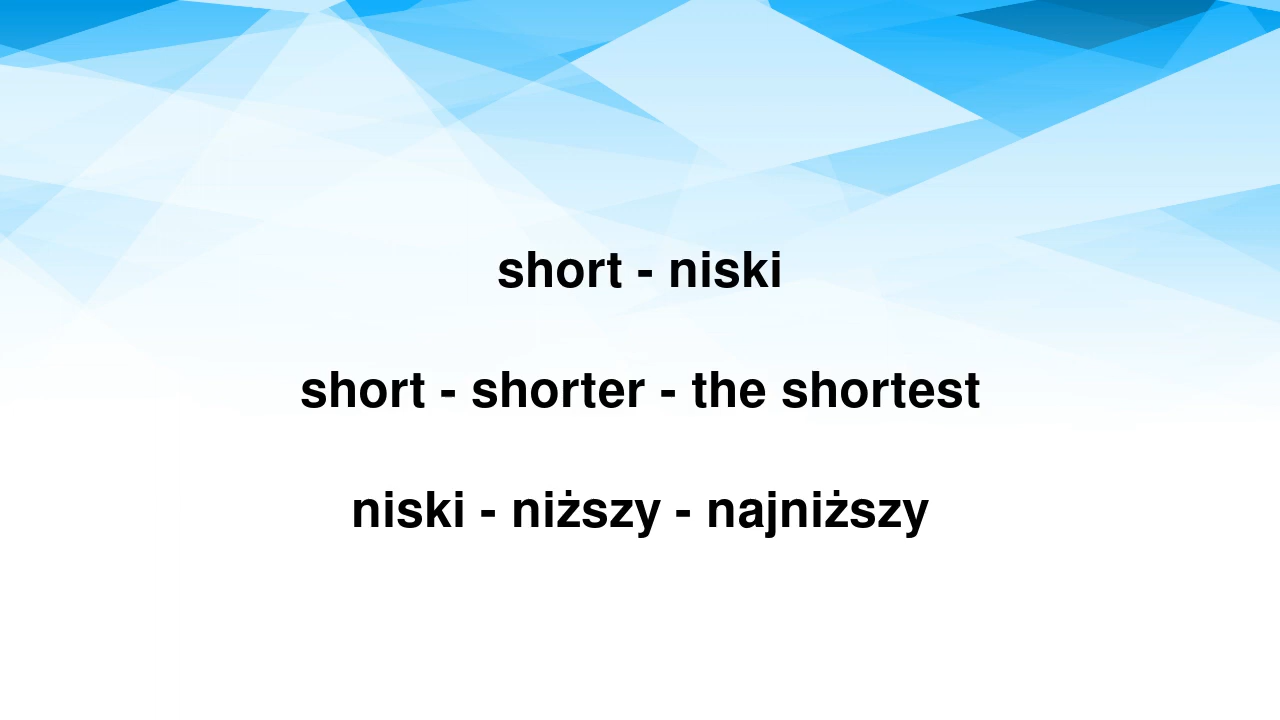 short - niski
short - shorter - the shortest
niski - niższy - najniższy